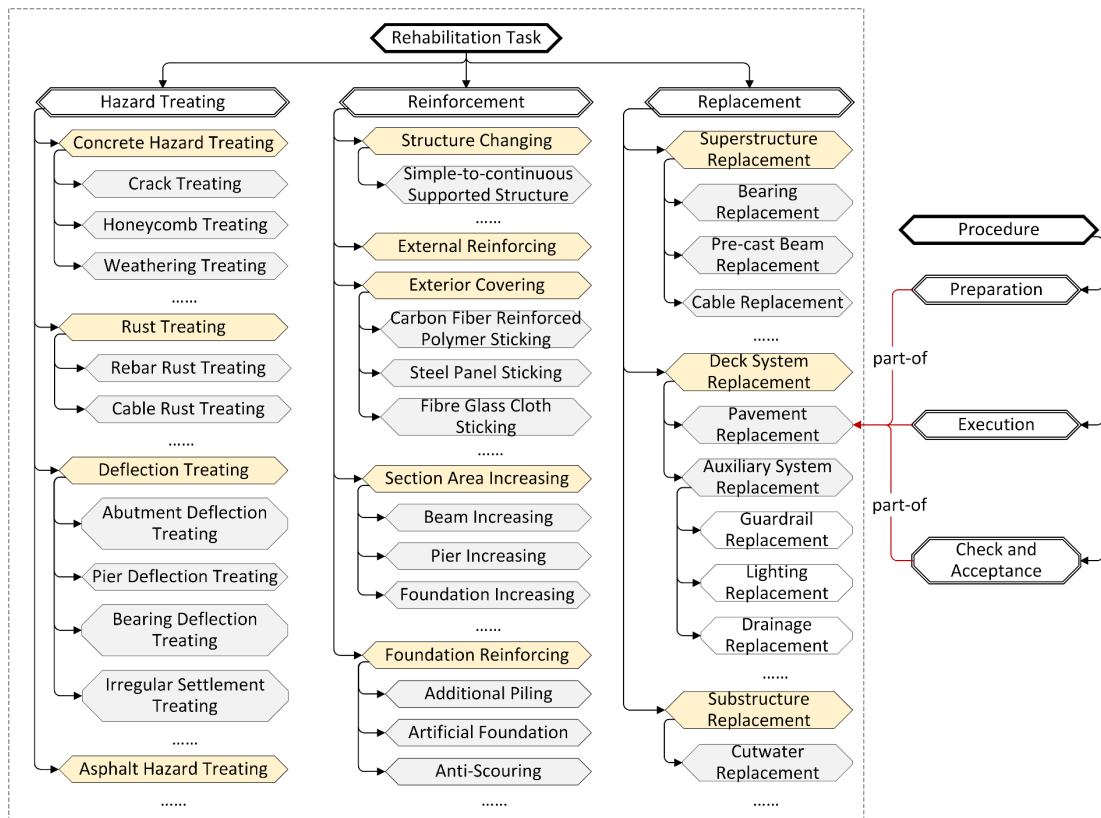 Rehabilitation Task
Hazard Treating
Concrete Hazard Treating
Crack Treating
Honeycomb Treating
Weathering Treating
......
Rust Treating
Rebar Rust Treating
Cable Rust Treating
......
Deflection Treating
Abutment Deflection
Treating
Pier Deflection Treating
Bearing Deflection
Treating
Irregular Settlement
Treating
......
Asphalt Hazard Treating
......
Reinforcement
Structure Changing
Simple-to-continuous
Supported Structure
......
External Reinforcing
Exterior Covering
Carbon Fiber Reinforced
Polymer Sticking
Steel Panel Sticking
Fibre Glass Cloth
Sticking
......
Section Area Increasing
Beam Increasing
Pier Increasing
Foundation Increasing
......
Foundation Reinforcing
Additional Piling
Artificial Foundation
Anti-Scouring
......
Replacement
Superstructure
Replacement
Bearing
Replacement
Pre-cast Beam
Replacement
Cable Replacement
......
Deck System
Replacement
Pavement
Replacement
Auxiliary System
Replacement
Guardrail
Replacement
Lighting
Replacement
Drainage
Replacement
......
Substructure
Replacement
Cutwater
Replacement
......
Procedure
Preparation
part-of
Execution
part-of
Check and
Acceptance